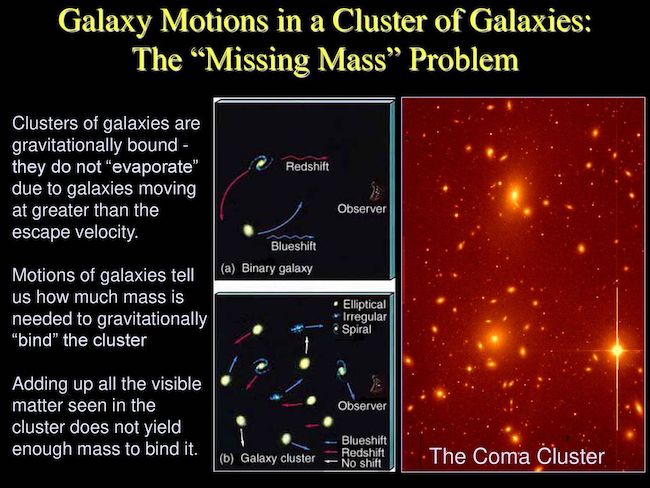 Galaxy Motions in a Cluster of Galaxies:
The “Missing Mass” Problem
Clusters of galaxies are
gravitationally bound -
they do not “evaporate”
due to galaxies moving
at greater than the
escape velocity.
Motions of galaxies tell
us how much mass is
needed to gravitationally
“bind” the cluster
Adding up all the visible
matter seen in the
cluster does not yield
enough mass to bind it.
Redshift
Observer
Blueshift
(a) Binary galaxy
Elliptical
Irregular
Spiral
Observer
Blueshift
Redshift
No shift
(b) Galaxy cluster
The Coma Cluster